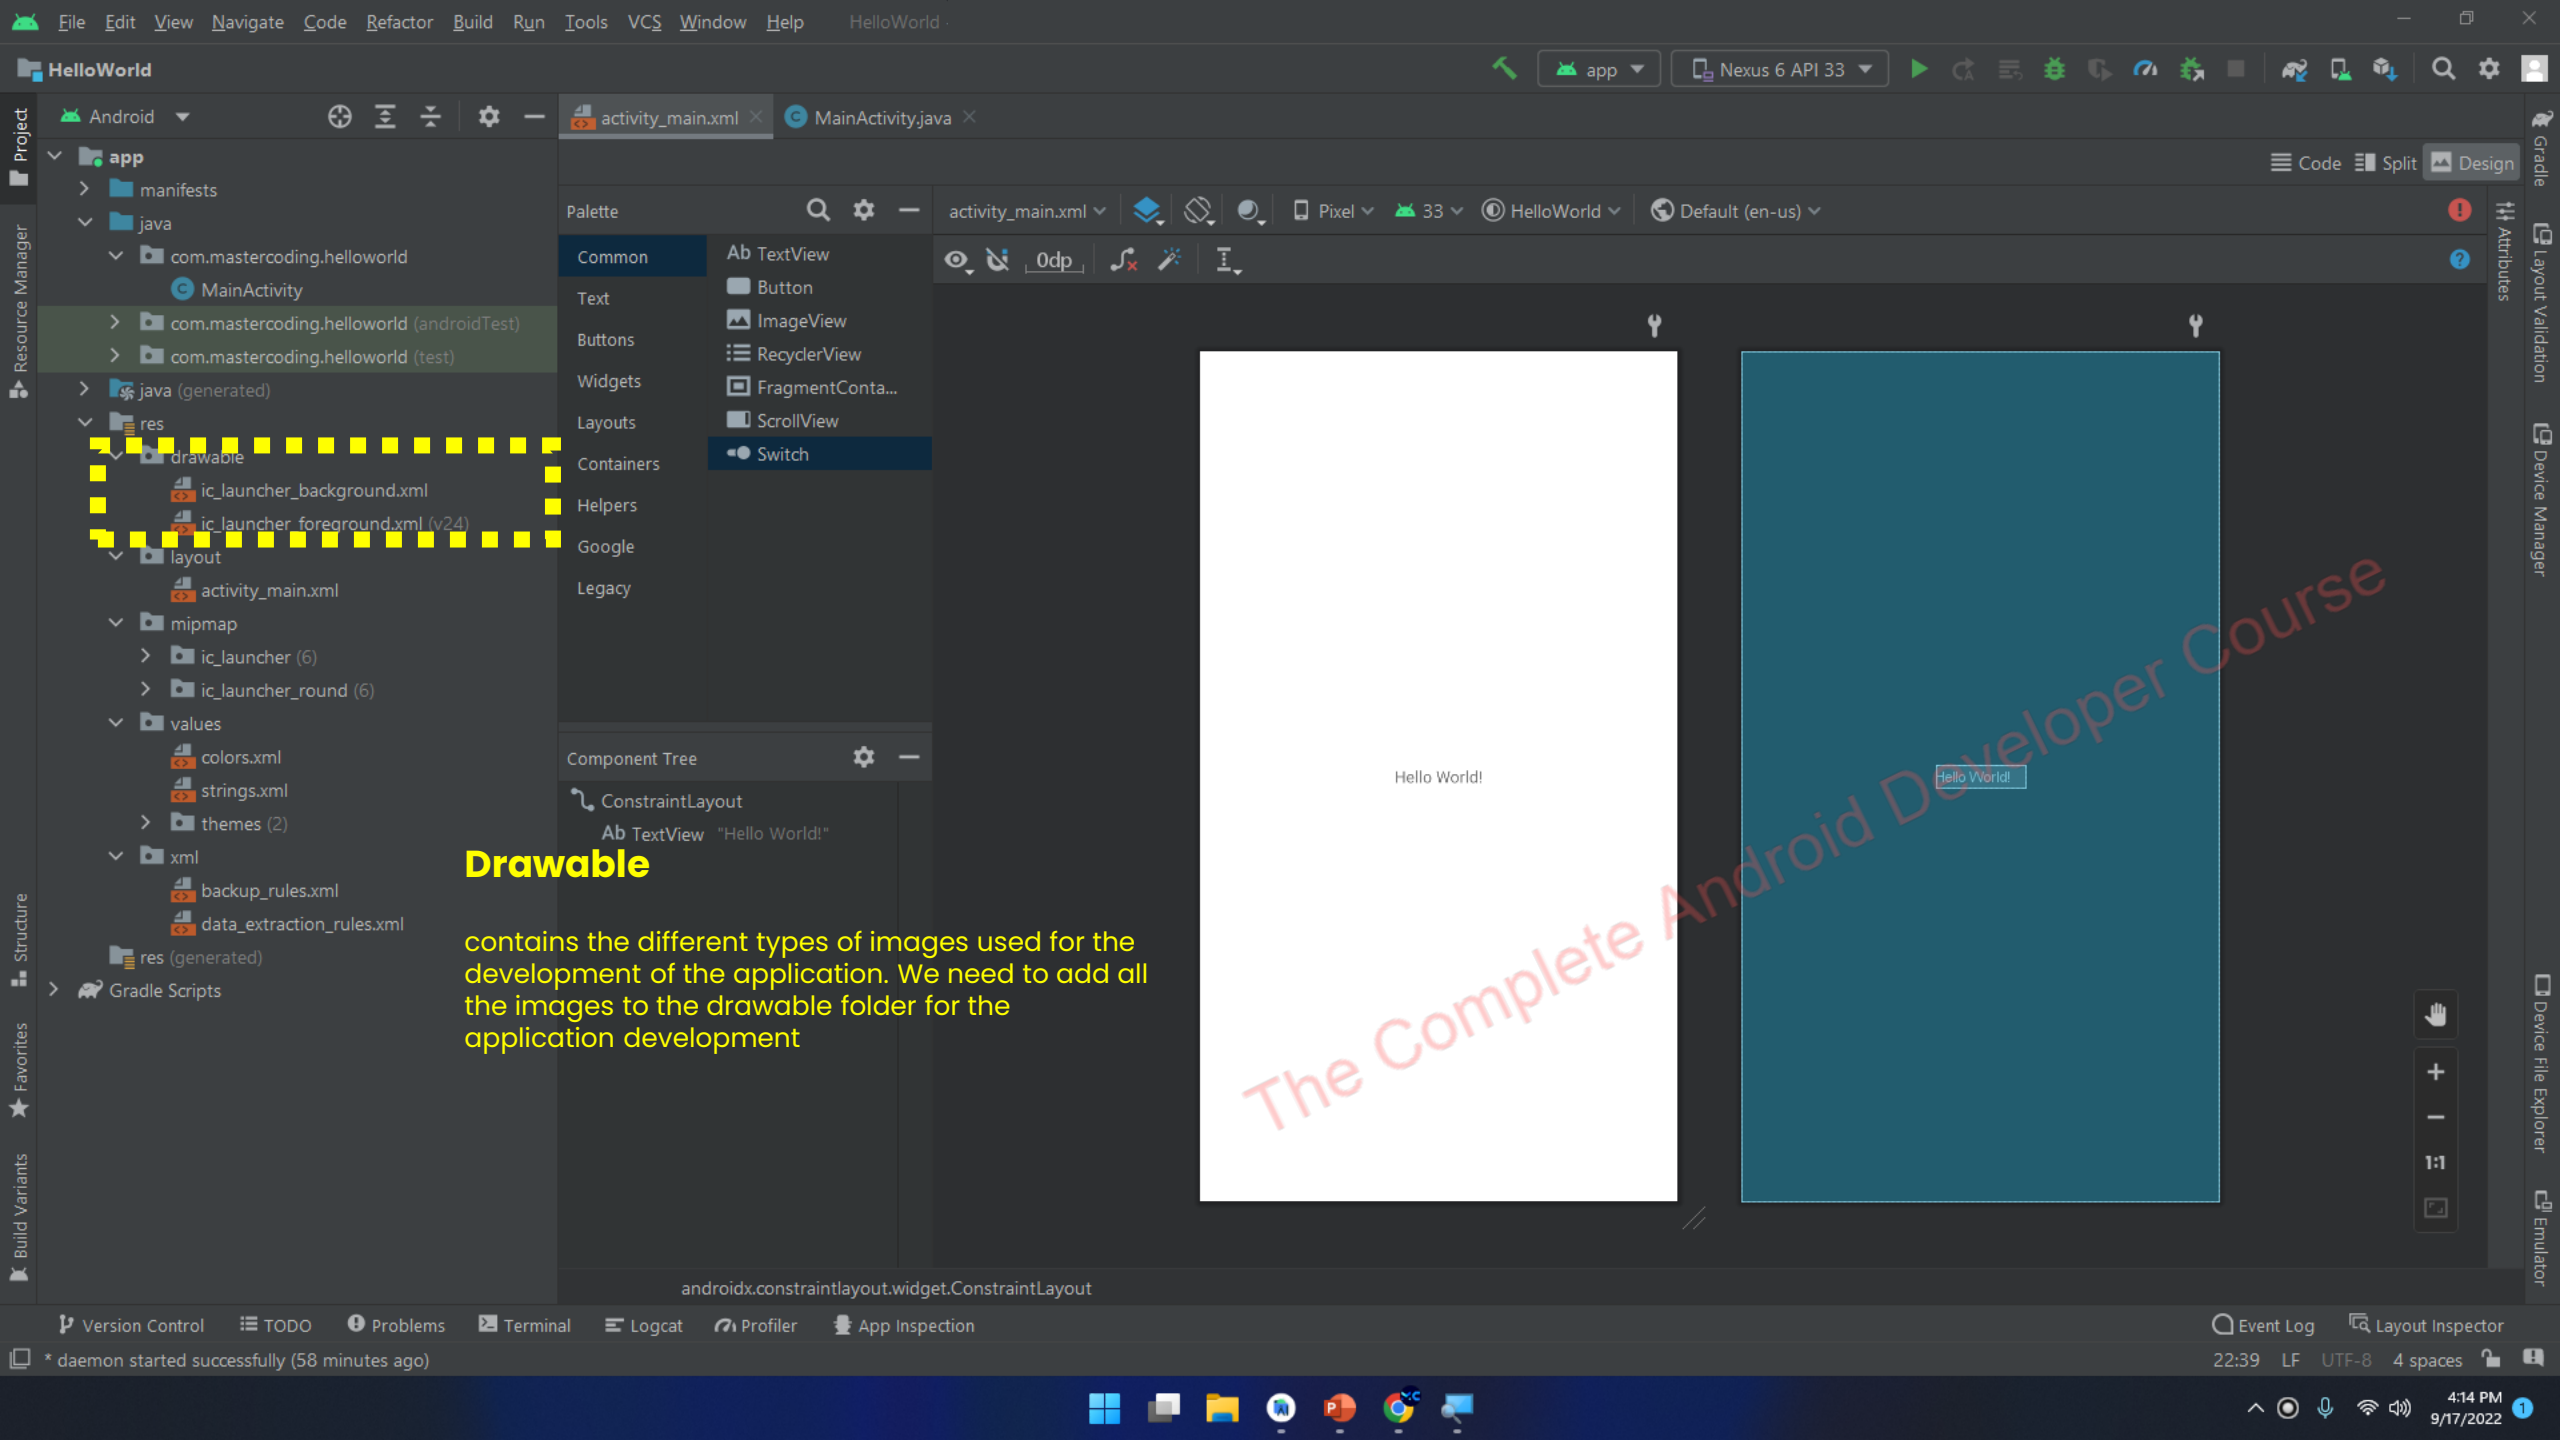 File Edit View Navigate Code Refactor Build Run Tools VCS Window Help HelloWorld -
HelloWorld
app
Nexus 6 API 33
Project
Resource Manager
Structure
Favorites
Build Variants
Android
app
manifests
java
com.mastercoding.helloworld
MainActivity
com.mastercoding.helloworld (androidTest)
com.mastercoding.helloworld (test)
java (generated)
res
drawable
ic_launcher_background.xml
ic_launcher_foreground.xml (v24)
layout
activity_main.xml
mipmap
ic_launcher (6)
ic_launcher_round (6)
values
colors.xml
strings.xml
themes (2)
xml
backup_rules.xml
data_extraction_rules.xml
res (generated)
Gradle Scripts
activity_main.xml
MainActivity.java
Code
Split
Design
Palette
Common
Text
Buttons
Widgets
Layouts
Containers
Helpers
Google
Legacy
Ab TextView
Button
ImageView
RecyclerView
FragmentConta...
ScrollView
Switch
activity_main.xml
Pixel
33
HelloWorld
Default (en-us)
0dp
Component Tree
ConstraintLayout
Ab TextView "Hello World!"
Drawable
contains the different types of images used for the
development of the application. We need to add all
the images to the drawable folder for the
application development
Hello World!
Hello World!
The Complete Android Developer Course
1:1
Gradle
Attributes
Layout Validation
Device Manager
Device File Explorer
Emulator
androidx.constraintlayout.widget.ConstraintLayout
Version Control
TODO
Problems
Terminal
Logcat
Profiler
App Inspection
Event Log
Layout Inspector
* daemon started successfully (58 minutes ago)
22:39 LF UTF-8 4 spaces
4:14 PM
9/17/2022
1